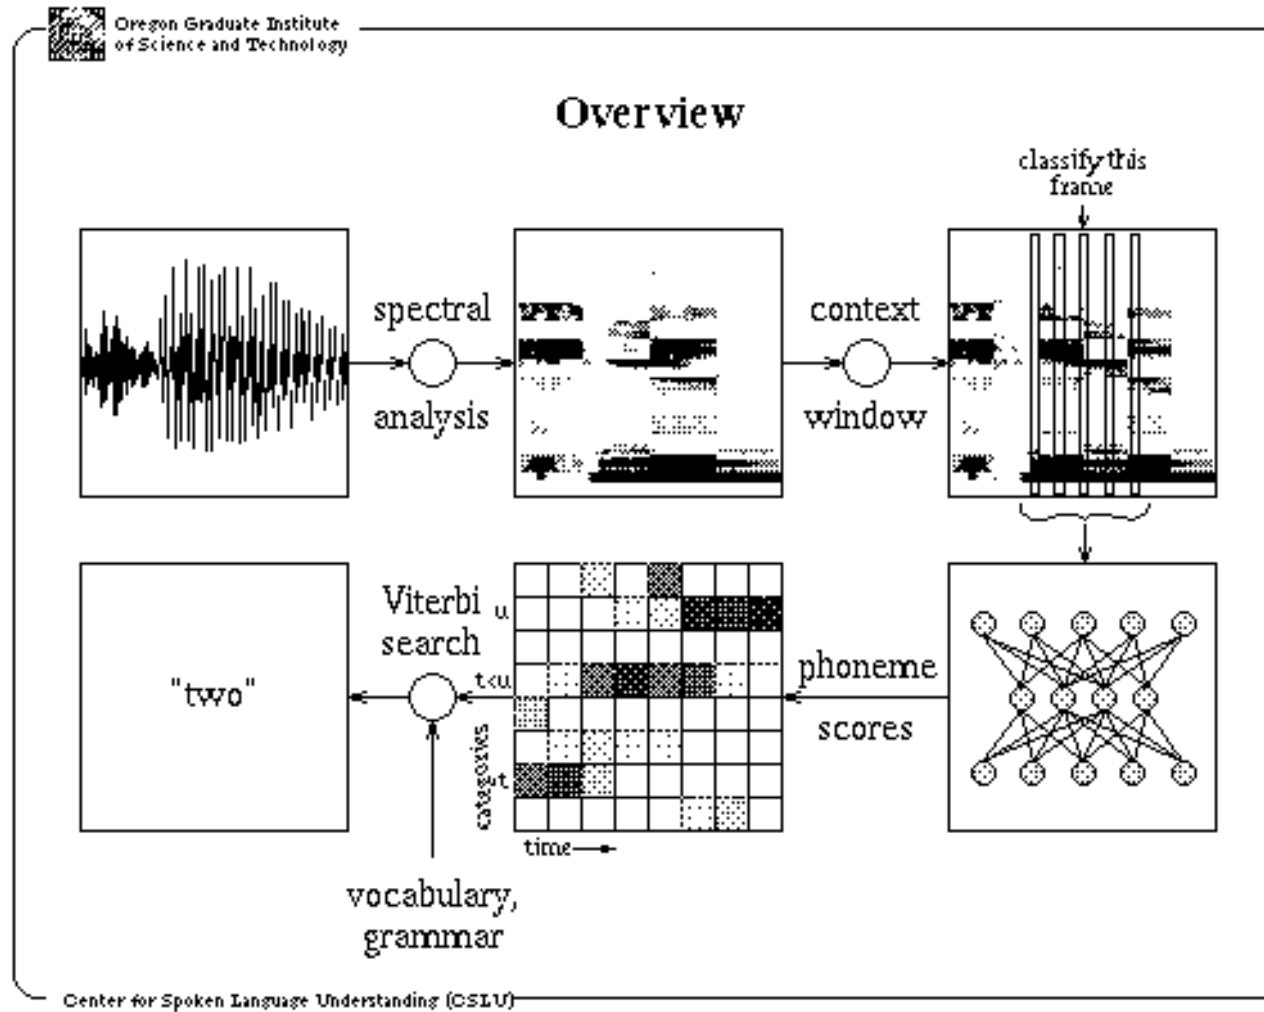 Oregon Graduate Institute
of Science and Technology
Overview
classify this
frame
spectral
analysis
context
window
Viterbi
search
"two"
u
t<u
t
categories
time
phoneme
scores
vocabulary,
grammar
Center for Spoken Language Understanding (CSLU)